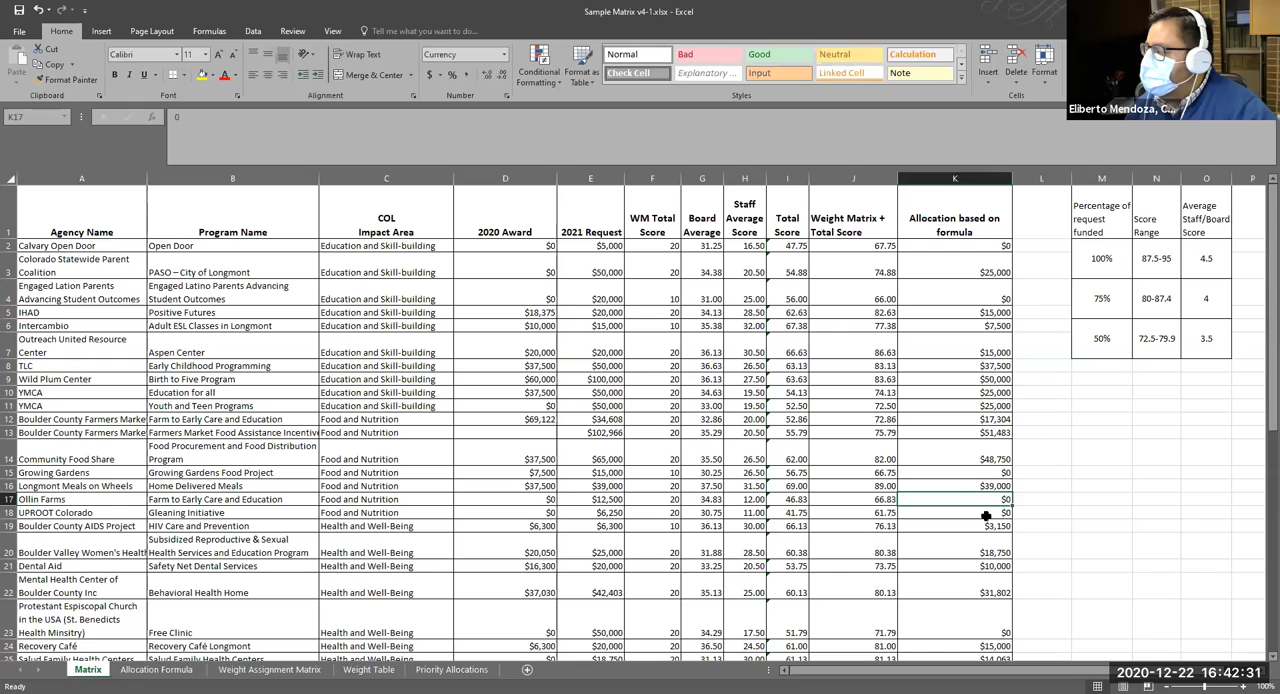 Sample Matrix v4-1.xlsx - Excel
File Home Insert Page Layout Formulas Data Review View Tell me what you want to do...
Paste Cut Copy Format Painter Clipboard
Calibri 11 B I U Font
Wrap Text Merge & Center Alignment
Currency $ % Number
Conditional Formatting Format as Table
Normal Bad Good Neutral Calculation
Check Cell Explanatory ... Input Linked Cell Note
Styles
Insert Delete Format Cells
Eliberto Mendoza, C...
K17 fx 0
A B C D E F G H I J K L M N O P
1 Agency Name Program Name COL Impact Area 2020 Award 2021 Request WM Total Score Board Average Staff Average Score Total Score Weight Matrix + Total Score Allocation based on formula Percentage of request funded Score Range Average Staff/Board Score
2 Calvary Open Door Open Door Education and Skill-building $0 $5,000 20 31.25 16.50 47.75 67.75 $0
3 Colorado Statewide Parent Coalition PASO – City of Longmont Education and Skill-building $0 $50,000 20 34.38 20.50 54.88 74.88 $25,000 100% 87.5-95 4.5
4 Engaged Lation Parents Advancing Student Outcomes Engaged Latino Parents Advancing Student Outcomes Education and Skill-building $0 $20,000 10 31.00 25.00 56.00 66.00 $0 75% 80-87.4 4
5 IHAD Positive Futures Education and Skill-building $18,375 $20,000 20 34.13 28.50 62.63 82.63 $15,000
6 Intercambio Adult ESL Classes in Longmont Education and Skill-building $10,000 $15,000 10 35.38 32.00 67.38 77.38 $7,500
7 Outreach United Resource Center Aspen Center Education and Skill-building $20,000 $20,000 20 36.13 30.50 66.63 86.63 $15,000 50% 72.5-79.9 3.5
8 TLC Early Childhood Programming Education and Skill-building $37,500 $50,000 20 36.63 26.50 63.13 83.13 $37,500
9 Wild Plum Center Birth to Five Program Education and Skill-building $60,000 $100,000 20 36.13 27.50 63.63 83.63 $50,000
10 YMCA Education for all Education and Skill-building $37,500 $50,000 20 34.63 19.50 54.13 74.13 $25,000
11 YMCA Youth and Teen Programs Education and Skill-building $0 $50,000 20 33.00 19.50 52.50 72.50 $25,000
12 Boulder County Farmers Marke Farm to Early Care and Education Food and Nutrition $69,122 $34,608 20 32.86 20.00 52.86 72.86 $17,304
13 Boulder County Farmers Marke Farmers Market Food Assistance Incentive Food and Nutrition $102,966 20 35.29 20.50 55.79 75.79 $51,483
14 Community Food Share Food Procurement and Food Distribution Program Food and Nutrition $37,500 $65,000 20 35.50 26.50 62.00 82.00 $48,750
15 Growing Gardens Growing Gardens Food Project Food and Nutrition $7,500 $15,000 10 30.25 26.50 56.75 66.75 $0
16 Longmont Meals on Wheels Home Delivered Meals Food and Nutrition $37,500 $39,000 20 37.50 31.50 69.00 89.00 $39,000
17 Ollin Farms Farm to Early Care and Education Food and Nutrition $0 $12,500 20 34.83 12.00 46.83 66.83 $0
18 UPROOT Colorado Gleaning Initiative Food and Nutrition $0 $6,250 20 30.75 11.00 41.75 61.75 $0
19 Boulder County AIDS Project HIV Care and Prevention Health and Well-Being $6,300 $6,300 10 36.13 30.00 66.13 76.13 $3,150
20 Boulder Valley Women's Health Subsidized Reproductive & Sexual Health Services and Education Program Health and Well-Being $20,050 $25,000 20 31.88 28.50 60.38 80.38 $18,750
21 Dental Aid Safety Net Dental Services Health and Well-Being $16,300 $20,000 20 33.25 20.50 53.75 73.75 $10,000
22 Mental Health Center of Boulder County Inc Behavioral Health Home Health and Well-Being $37,030 $42,403 20 35.13 25.00 60.13 80.13 $31,802
23 Protestant Espiscopal Church in the USA (St. Benedicts Health Minsitry) Free Clinic Health and Well-Being $0 $50,000 20 34.29 17.50 51.79 71.79 $0
24 Recovery Café Recovery Café Longmont Health and Well-Being $6,300 $20,000 20 36.50 24.50 61.00 81.00 $15,000
25 Salud Family Health Centers Salud Family Health Centers Health and Well-Being $0 $18,750 20 31.13 30.00 61.13 81.13 $14,063
Matrix Allocation Formula Weight Assignment Matrix Weight Table Priority Allocations
Ready 100%
2020-12-22 16:42:31